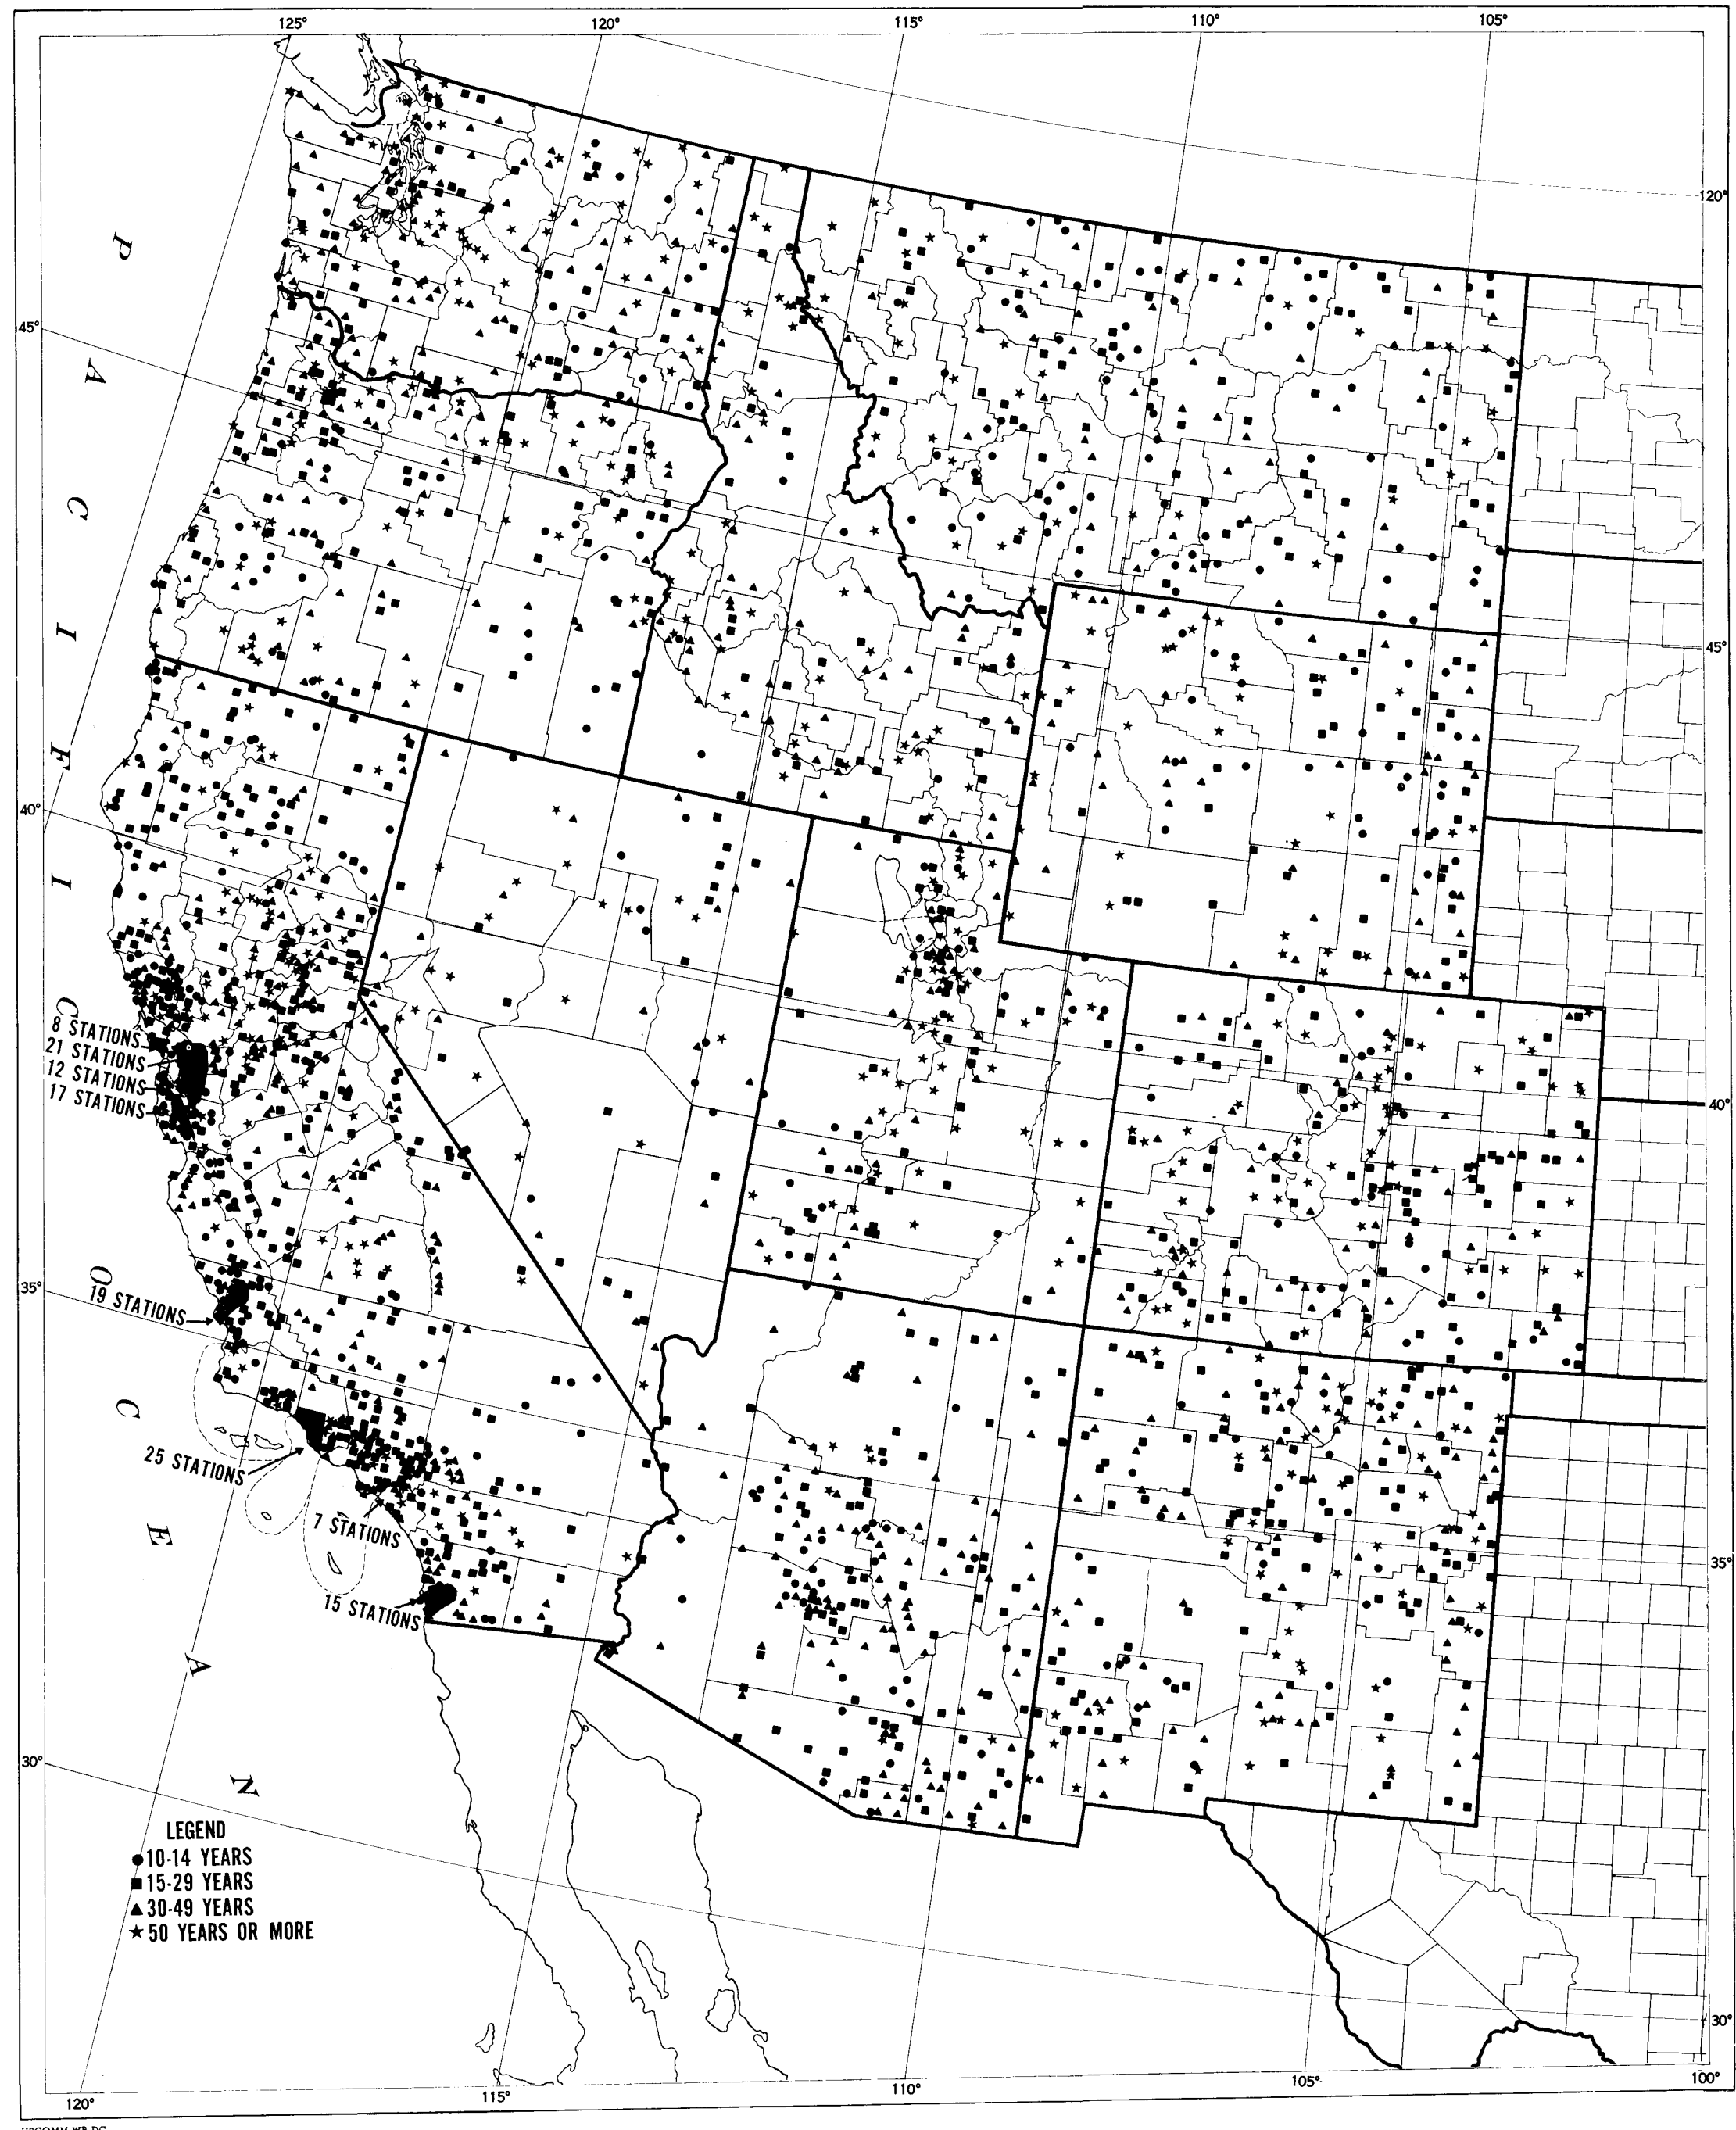 125° 120° 115° 110° 105°
120°
45°
45°
40°
40°
35°
35°
30°
30°
PACIFIC
OCEAN
8 STATIONS
21 STATIONS
12 STATIONS
17 STATIONS
19 STATIONS
25 STATIONS
7 STATIONS
15 STATIONS
LEGEND
10-14 YEARS
15-29 YEARS
30-49 YEARS
50 YEARS OR MORE
120° 115° 110° 105° 100°